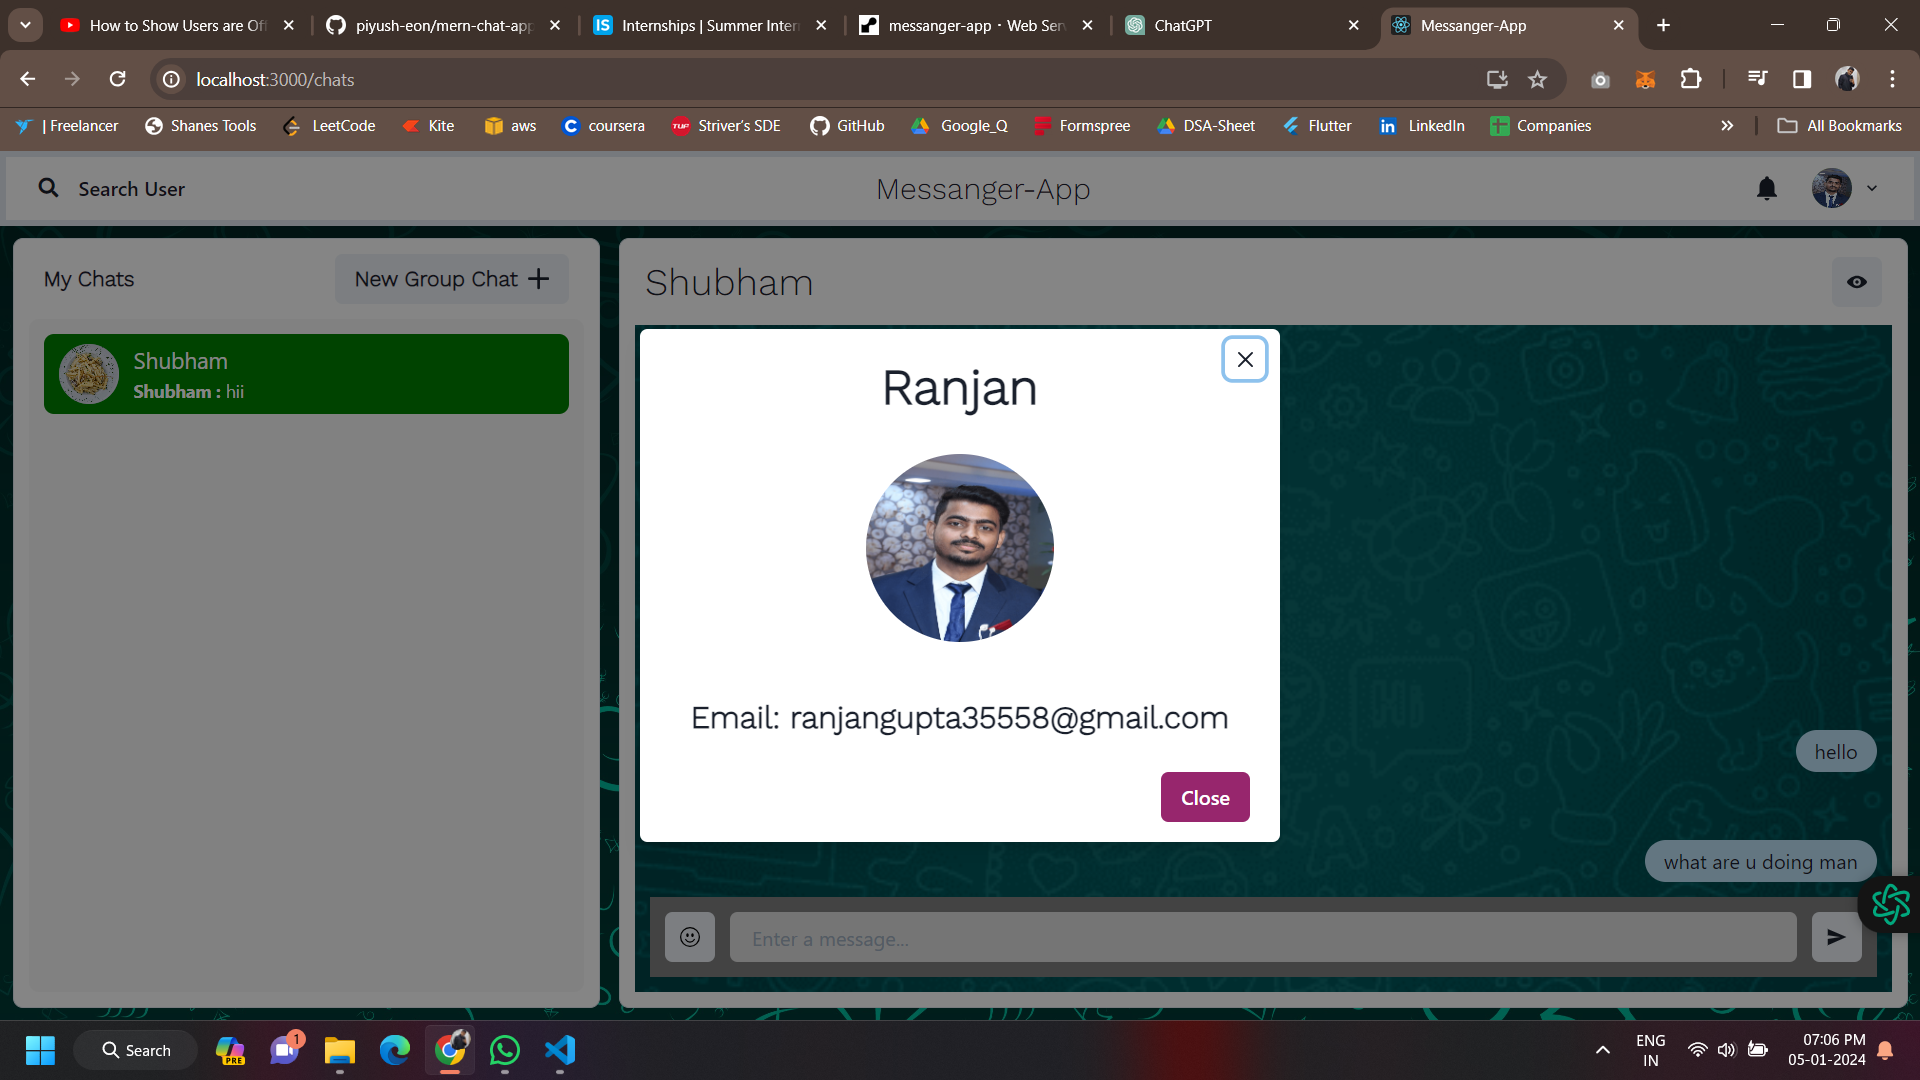 How to Show Users are Of
piyush-eon/mern-chat-app
Internships | Summer Inter
messanger-app · Web Ser
ChatGPT
Messanger-App
localhost:3000/chats
| Freelancer
Shanes Tools
LeetCode
Kite
aws
coursera
TUF
Striver's SDE
GitHub
Google_Q
Formspree
DSA-Sheet
Flutter
LinkedIn
Companies
All Bookmarks
Search User
Messanger-App
My Chats
New Group Chat
Shubham
Shubham : hii
Shubham
Ranjan
Email: ranjangupta35558@gmail.com
Close
hello
what are u doing man
Enter a message...
Search
PRE
1
ENG
IN
07:06 PM
05-01-2024